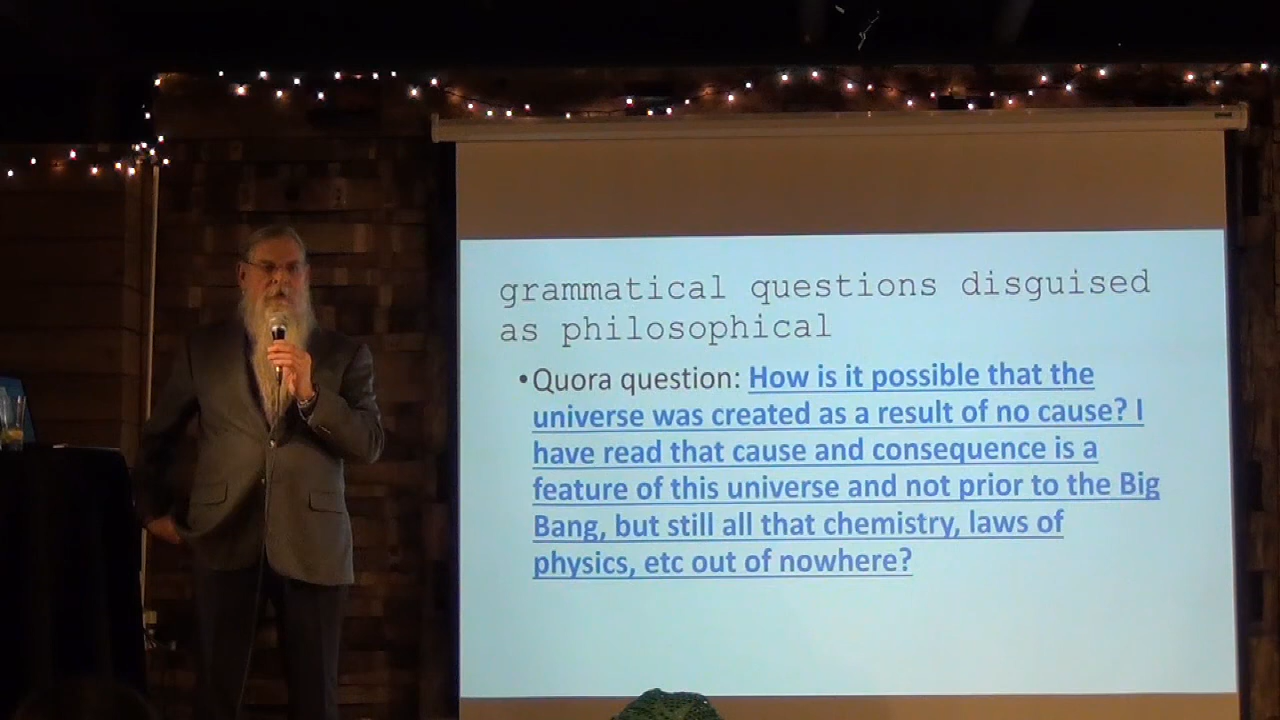 grammatical questions disguised
as philosophical
•Quora question: How is it possible that the
universe was created as a result of no cause? I
have read that cause and consequence is a
feature of this universe and not prior to the Big
Bang, but still all that chemistry, laws of
physics, etc out of nowhere?